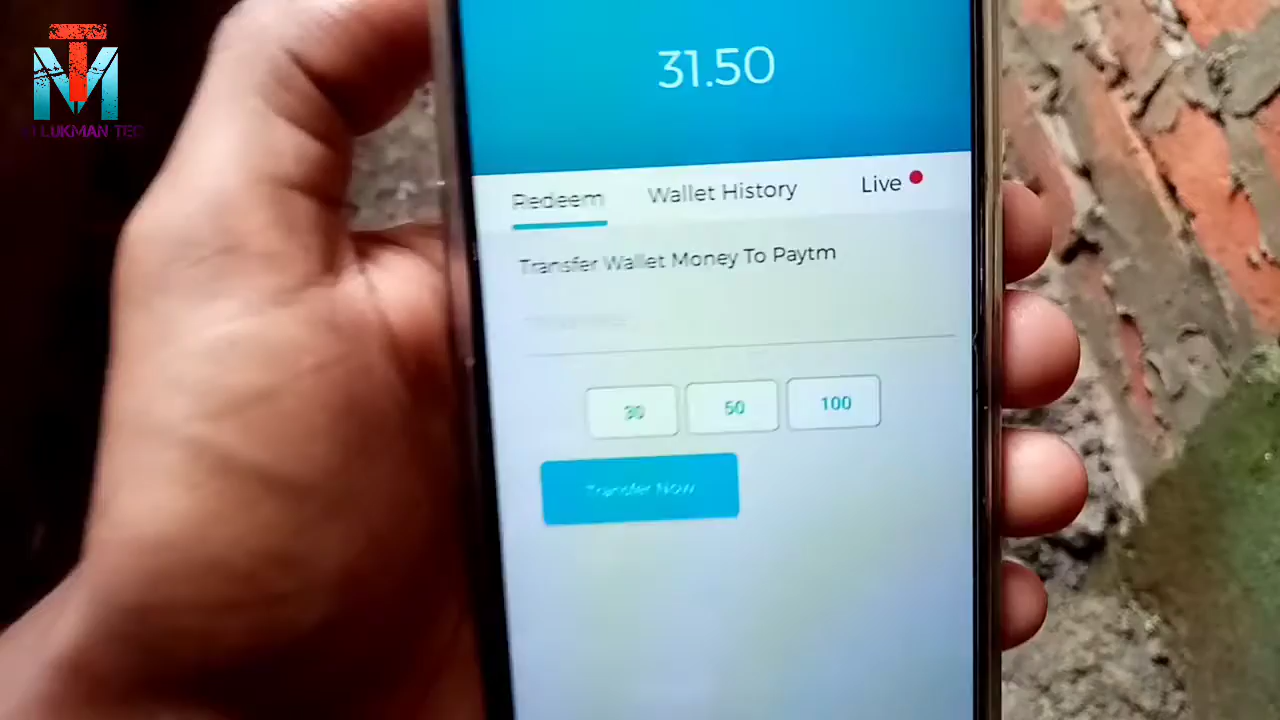 LUKMAN TEC
31.50
Redeem Wallet History Live
Transfer Wallet Money To Paytm
30 50 100
Transfer Now